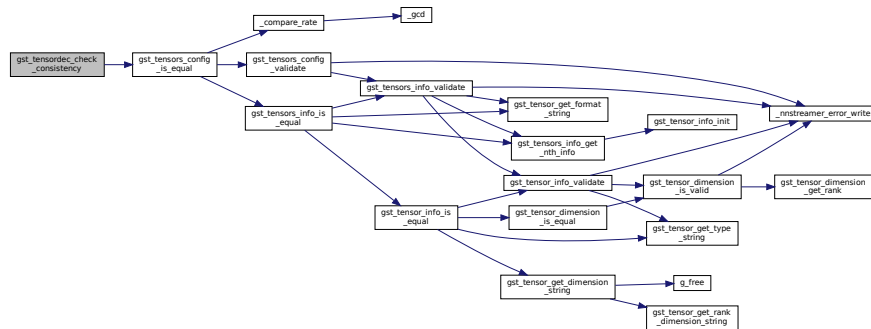 gst_tensordec_check
_consistency
gst_tensors_config
_is_equal
_compare_rate
_gcd
gst_tensors_config
_validate
gst_tensors_info_is
_equal
gst_tensors_info_validate
gst_tensor_get_format
_string
gst_tensors_info_get
_nth_info
gst_tensor_info_init
_nnstreamer_error_write
gst_tensor_info_validate
gst_tensor_dimension
_is_valid
gst_tensor_dimension
_get_rank
gst_tensor_info_is
_equal
gst_tensor_dimension
_is_equal
gst_tensor_get_type
_string
gst_tensor_get_dimension
_string
g_free
gst_tensor_get_rank
_dimension_string